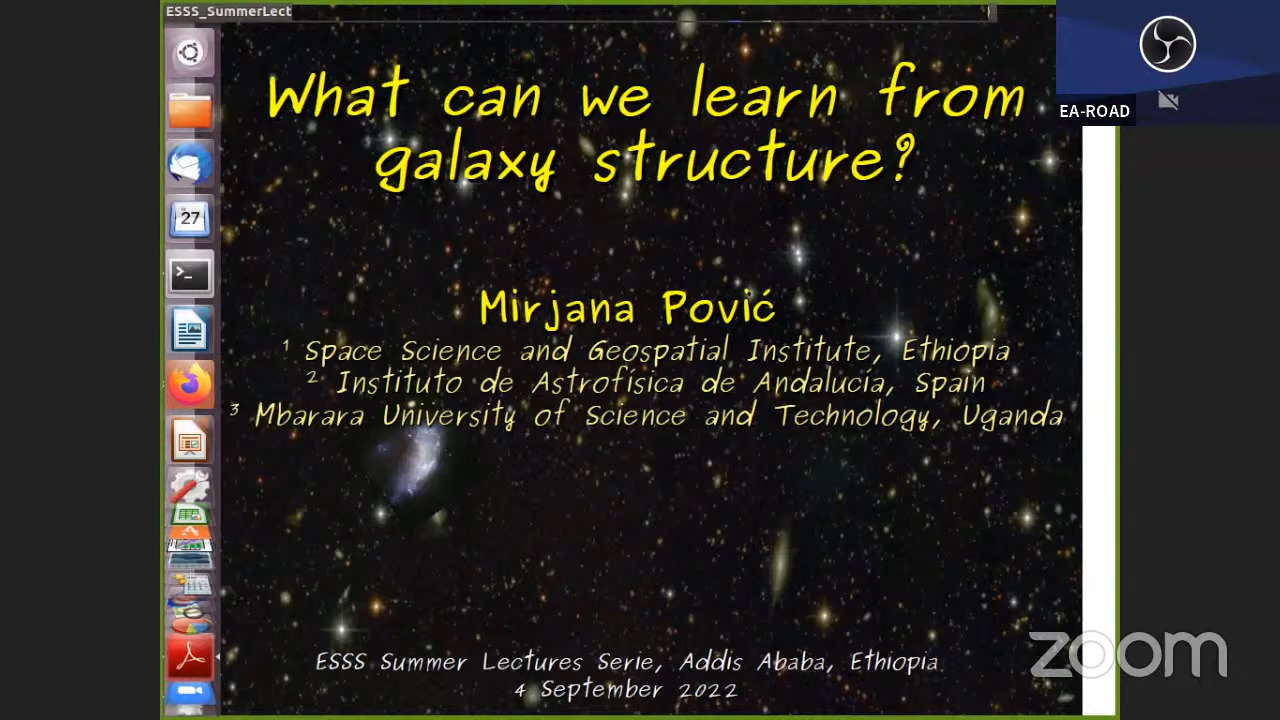 ESSS_SummerLect
What can we learn from
galaxy structure?
EA-ROAD
27
Mirjana Pović
¹ Space Science and Geospatial Institute, Ethiopia
² Instituto de Astrofísica de Andalucía, Spain
³ Mbarara University of Science and Technology, Uganda
ESSS Summer Lectures Serie, Addis Ababa, Ethiopia
4 September 2022
zoom